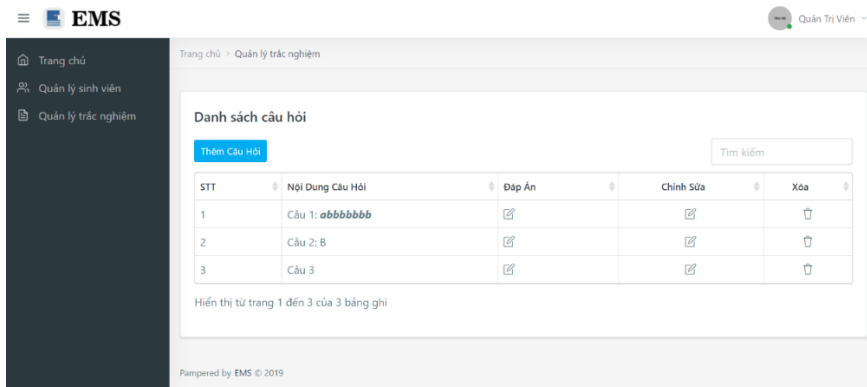 EMS
Quản Trị Viên
Trang chủ
Quản lý sinh viên
Quản lý trắc nghiệm
Trang chủ > Quản lý trắc nghiệm
Danh sách câu hỏi
Thêm Câu Hỏi
Tìm kiếm
STT Nội Dung Câu Hỏi Đáp Án Chỉnh Sửa Xóa
1 Câu 1: abbbbbbb
2 Câu 2: B
3 Câu 3
Hiển thị từ trang 1 đến 3 của 3 bảng ghi
Pampered by EMS © 2019